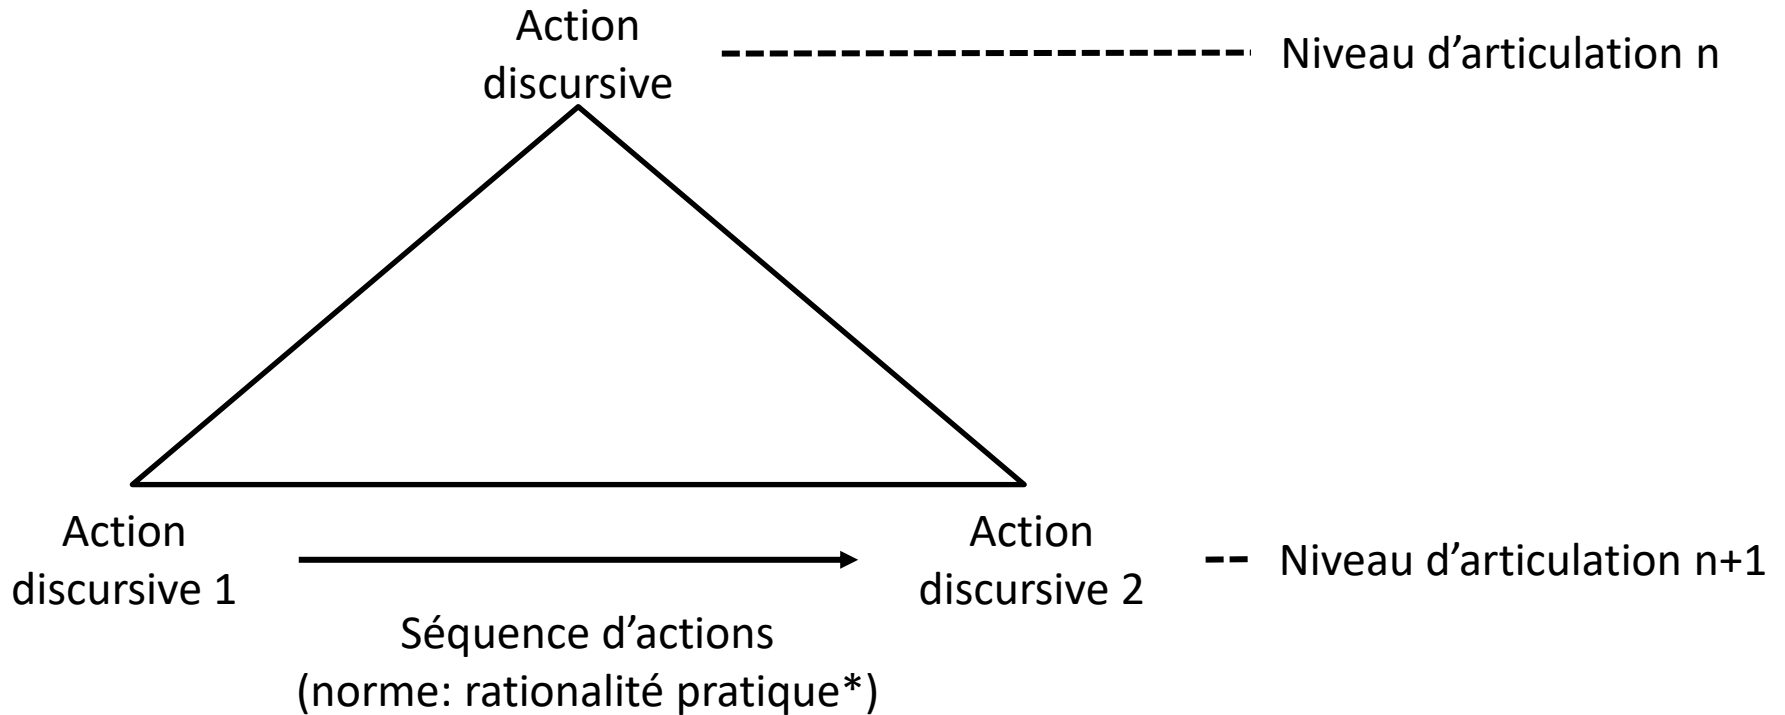 Action
discursive
Niveau d’articulation n
Action
discursive 1
Action
discursive 2
Niveau d’articulation n+1
Séquence d’actions
(norme: rationalité pratique*)